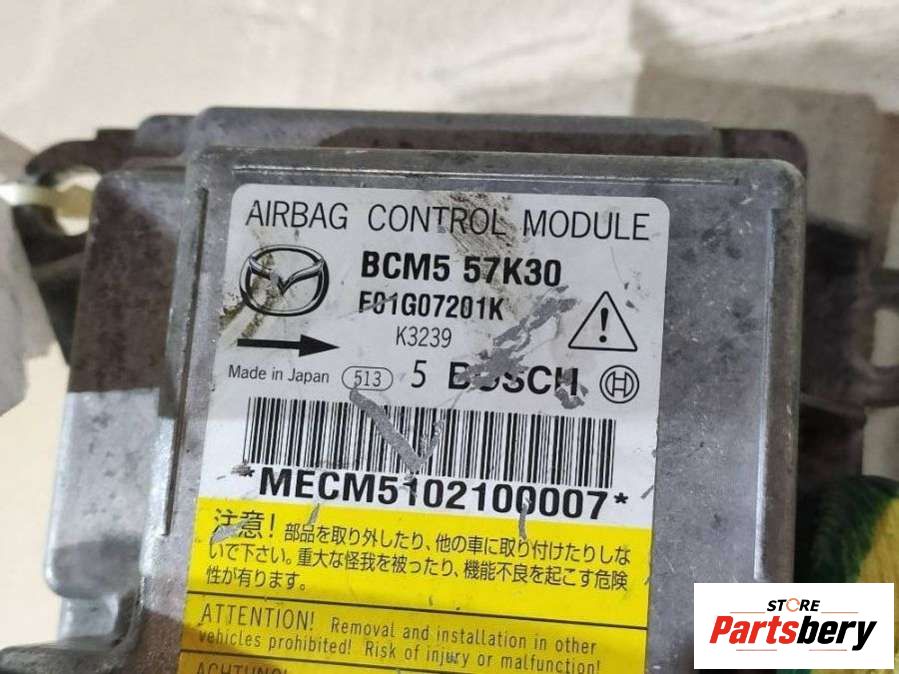 AIRBAG CONTROL MODULE
BCM5 57K30
F01G07201K
K3239
Made in Japan 513 5 BOSCH
*MECM5102100007*
注意! 部品を取り外したり、他の車に取り付けたりしな
いで下さい。重大な怪我を被ったり、機能不良を起こす危険
性が有ります。
ATTENTION! Removal and installation in other
vehicles prohibited! Risk of injury or malfunction!
ACHTUNG!
STORE
Partsbery